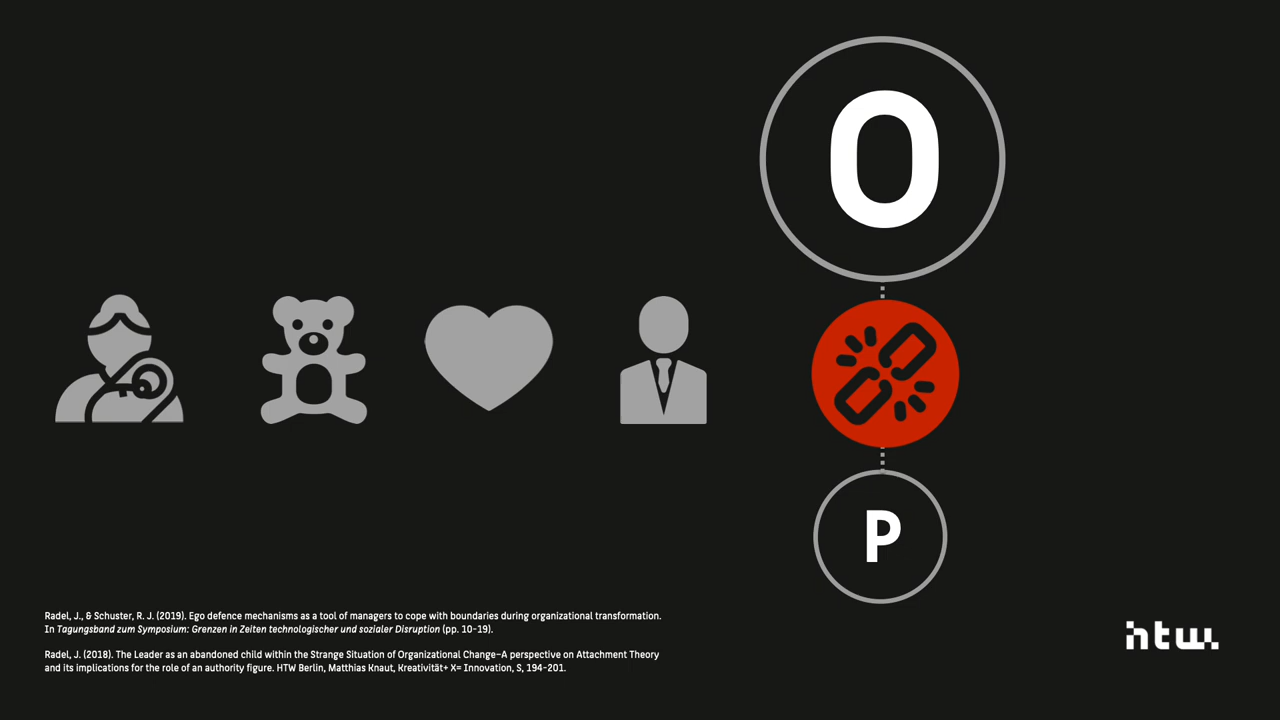 O
P
Radel, J., & Schuster, R. J. (2019). Ego defence mechanisms as a tool of managers to cope with boundaries during organizational transformation.
In Tagungsband zum Symposium: Grenzen in Zeiten technologischer und sozialer Disruption (pp. 10-19).
Radel, J. (2018). The Leader as an abandoned child within the Strange Situation of Organizational Change–A perspective on Attachment Theory
and its implications for the role of an authority figure. HTW Berlin, Matthias Knaut, Kreativität+ X= Innovation, S, 194-201.
htw.